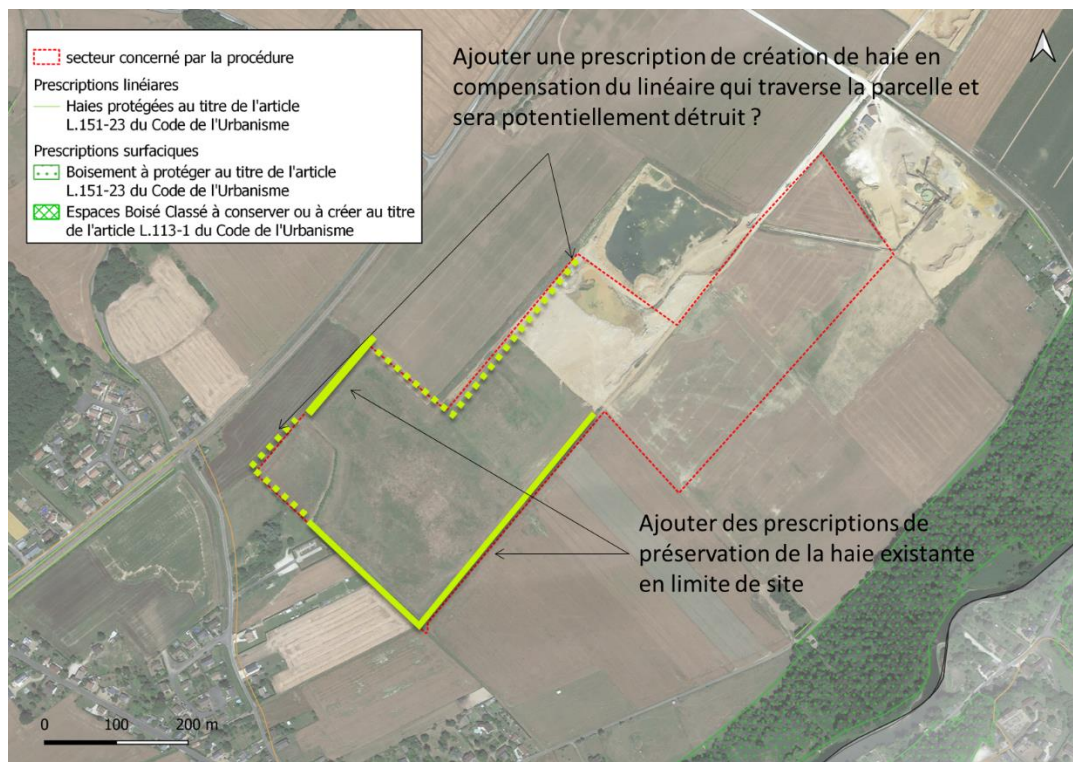 secteur concerné par la procédure
Prescriptions linéiares
Haies protégées au titre de l'article
L.151-23 du Code de l'Urbanisme
Prescriptions surfaciques
Boisement à protéger au titre de l'article
L.151-23 du Code de l'Urbanisme
Espaces Boisé Classé à conserver ou à créer au titre
de l'article L.113-1 du Code de l'Urbanisme
Ajouter une prescription de création de haie en
compensation du linéaire qui traverse la parcelle et
sera potentiellement détruit ?
Ajouter des prescriptions de
préservation de la haie existante
en limite de site
0 100 200 m